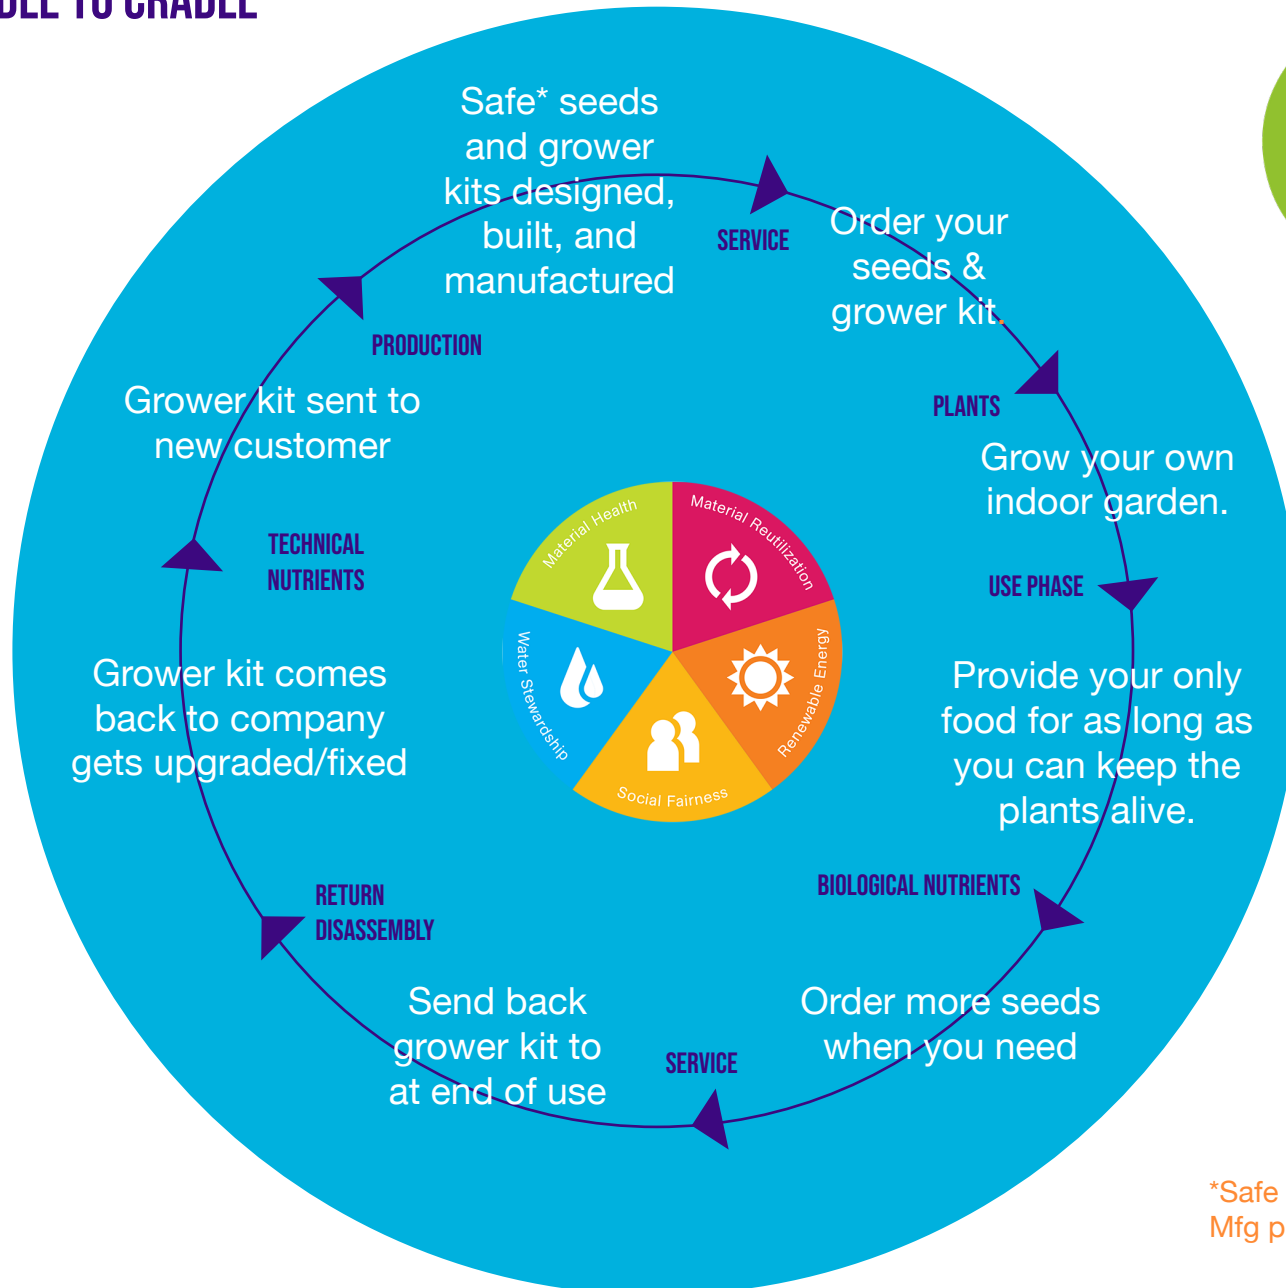 TO CRADLE
Safe* seeds
and grower
kits designed,
built, and
manufactured
SERVICE
Order your
seeds &
grower kit.
PLANTS
Grow your own
indoor garden.
USE PHASE
Provide your only
food for as long as
you can keep the
plants alive.
BIOLOGICAL NUTRIENTS
Order more seeds
when you need
SERVICE
Send back
grower kit to
at end of use
RETURN
DISASSEMBLY
Grower kit comes
back to company
gets upgraded/fixed
TECHNICAL
NUTRIENTS
Grower kit sent to
new customer
PRODUCTION
Material Health
Material Reutilization
Renewable Energy
Social Fairness
Water Stewardship
*Safe
Mfg